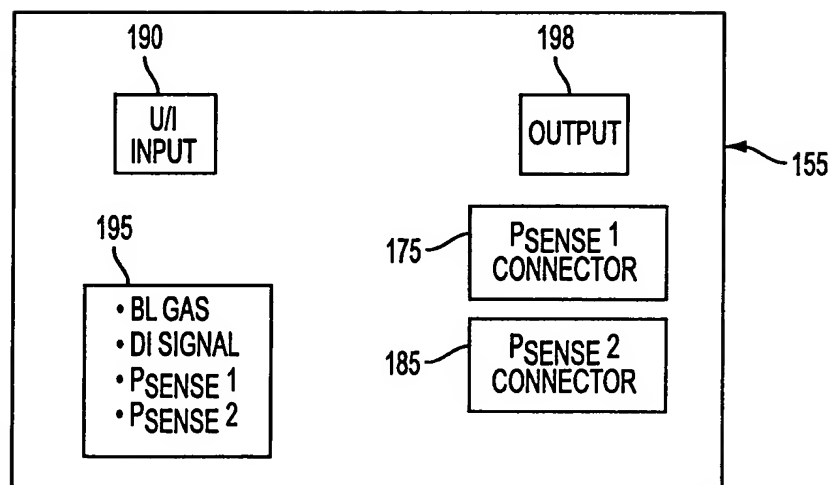 190
198
U/I
INPUT
OUTPUT
155
195
175
PSENSE 1
CONNECTOR
• BL GAS
• DI SIGNAL
• PSENSE 1
• PSENSE 2
185
PSENSE 2
CONNECTOR